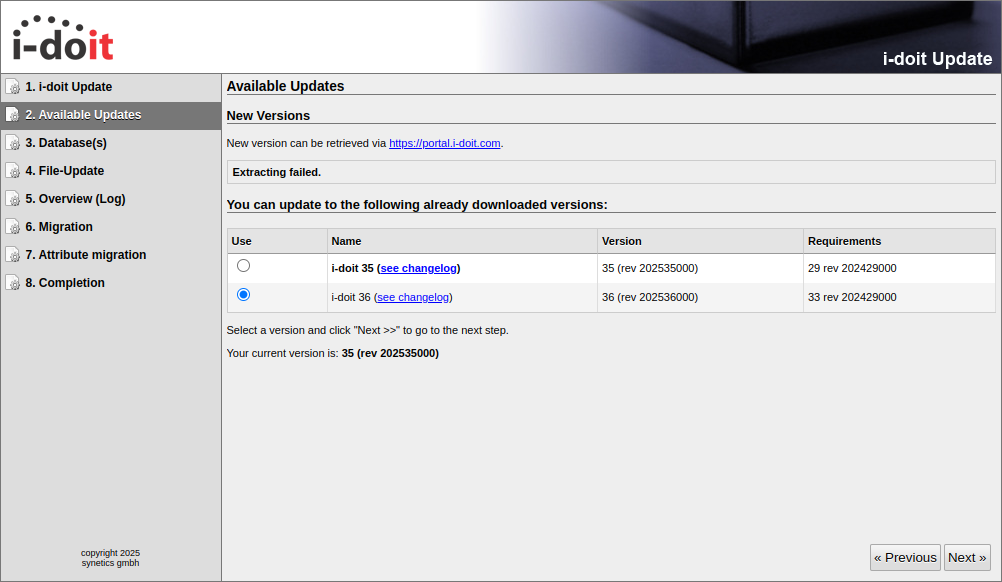 i-doit
i-doit Update
1. i-doit Update
2. Available Updates
3. Database(s)
4. File-Update
5. Overview (Log)
6. Migration
7. Attribute migration
8. Completion
copyright 2025
synetics gmbh
Available Updates
New Versions
New version can be retrieved via https://portal.i-doit.com.
Extracting failed.
You can update to the following already downloaded versions:
Use Name Version Requirements
i-doit 35 (see changelog) 35 (rev 202535000) 29 rev 202429000
i-doit 36 (see changelog) 36 (rev 202536000) 33 rev 202429000
Select a version and click "Next >>" to go to the next step.
Your current version is: 35 (rev 202535000)
« Previous Next »